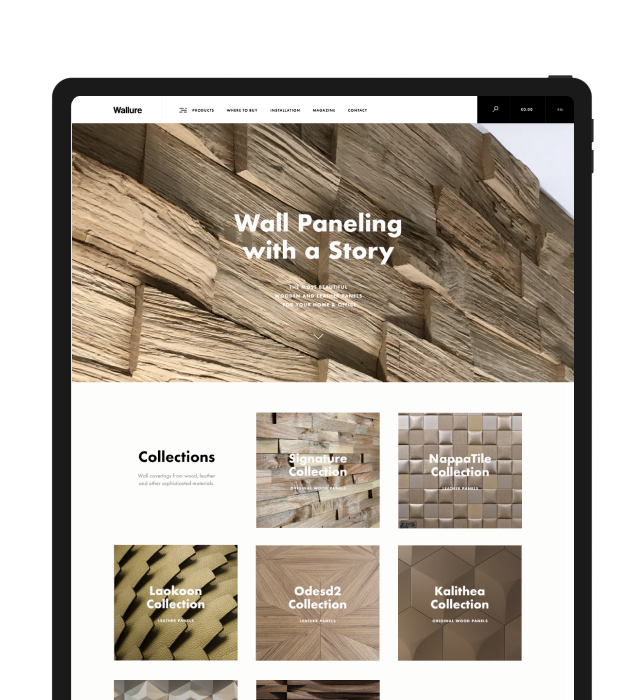 Wallure
PRODUCTS WHERE TO BUY INSTALLATION MAGAZINE CONTACT
€0.00
EN
Wall Paneling
with a Story
THE MOST BEAUTIFUL
WOODEN AND LEATHER PANELS
FOR YOUR HOME & OFFICE
Collections
Wall coverings from wood, leather
and other sophisticated materials.
Signature
Collection
ORIGINAL WOOD PANELS
NappaTile
Collection
LEATHER PANELS
Laokoon
Collection
LEATHER PANELS
Odesd2
Collection
LEATHER PANELS
Kalithea
Collection
ORIGINAL WOOD PANELS